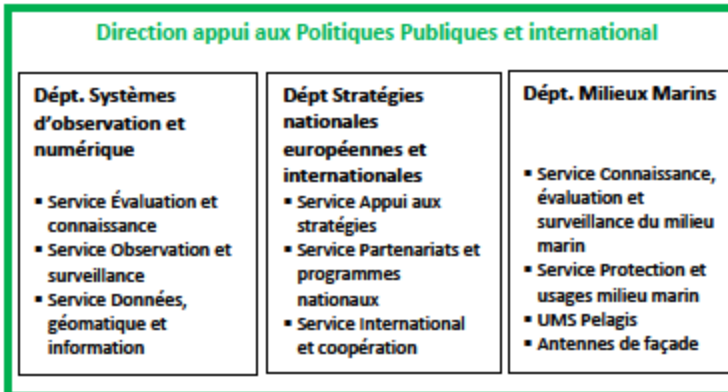 Direction appui aux Politiques Publiques et international
Dépt. Systèmes
d'observation et
numérique
▪ Service Évaluation et
connaissance
▪ Service Observation et
surveillance
▪ Service Données,
géomatique et
information
Dépt Stratégies
nationales
européennes et
internationales
▪ Service Appui aux
stratégies
▪ Service Partenariats et
programmes
nationaux
▪ Service International
et coopération
Dépt. Milieux Marins
▪ Service Connaissance,
évaluation et
surveillance du milieu
marin
▪ Service Protection et
usages milieu marin
▪ UMS Pelagis
▪ Antennes de façade